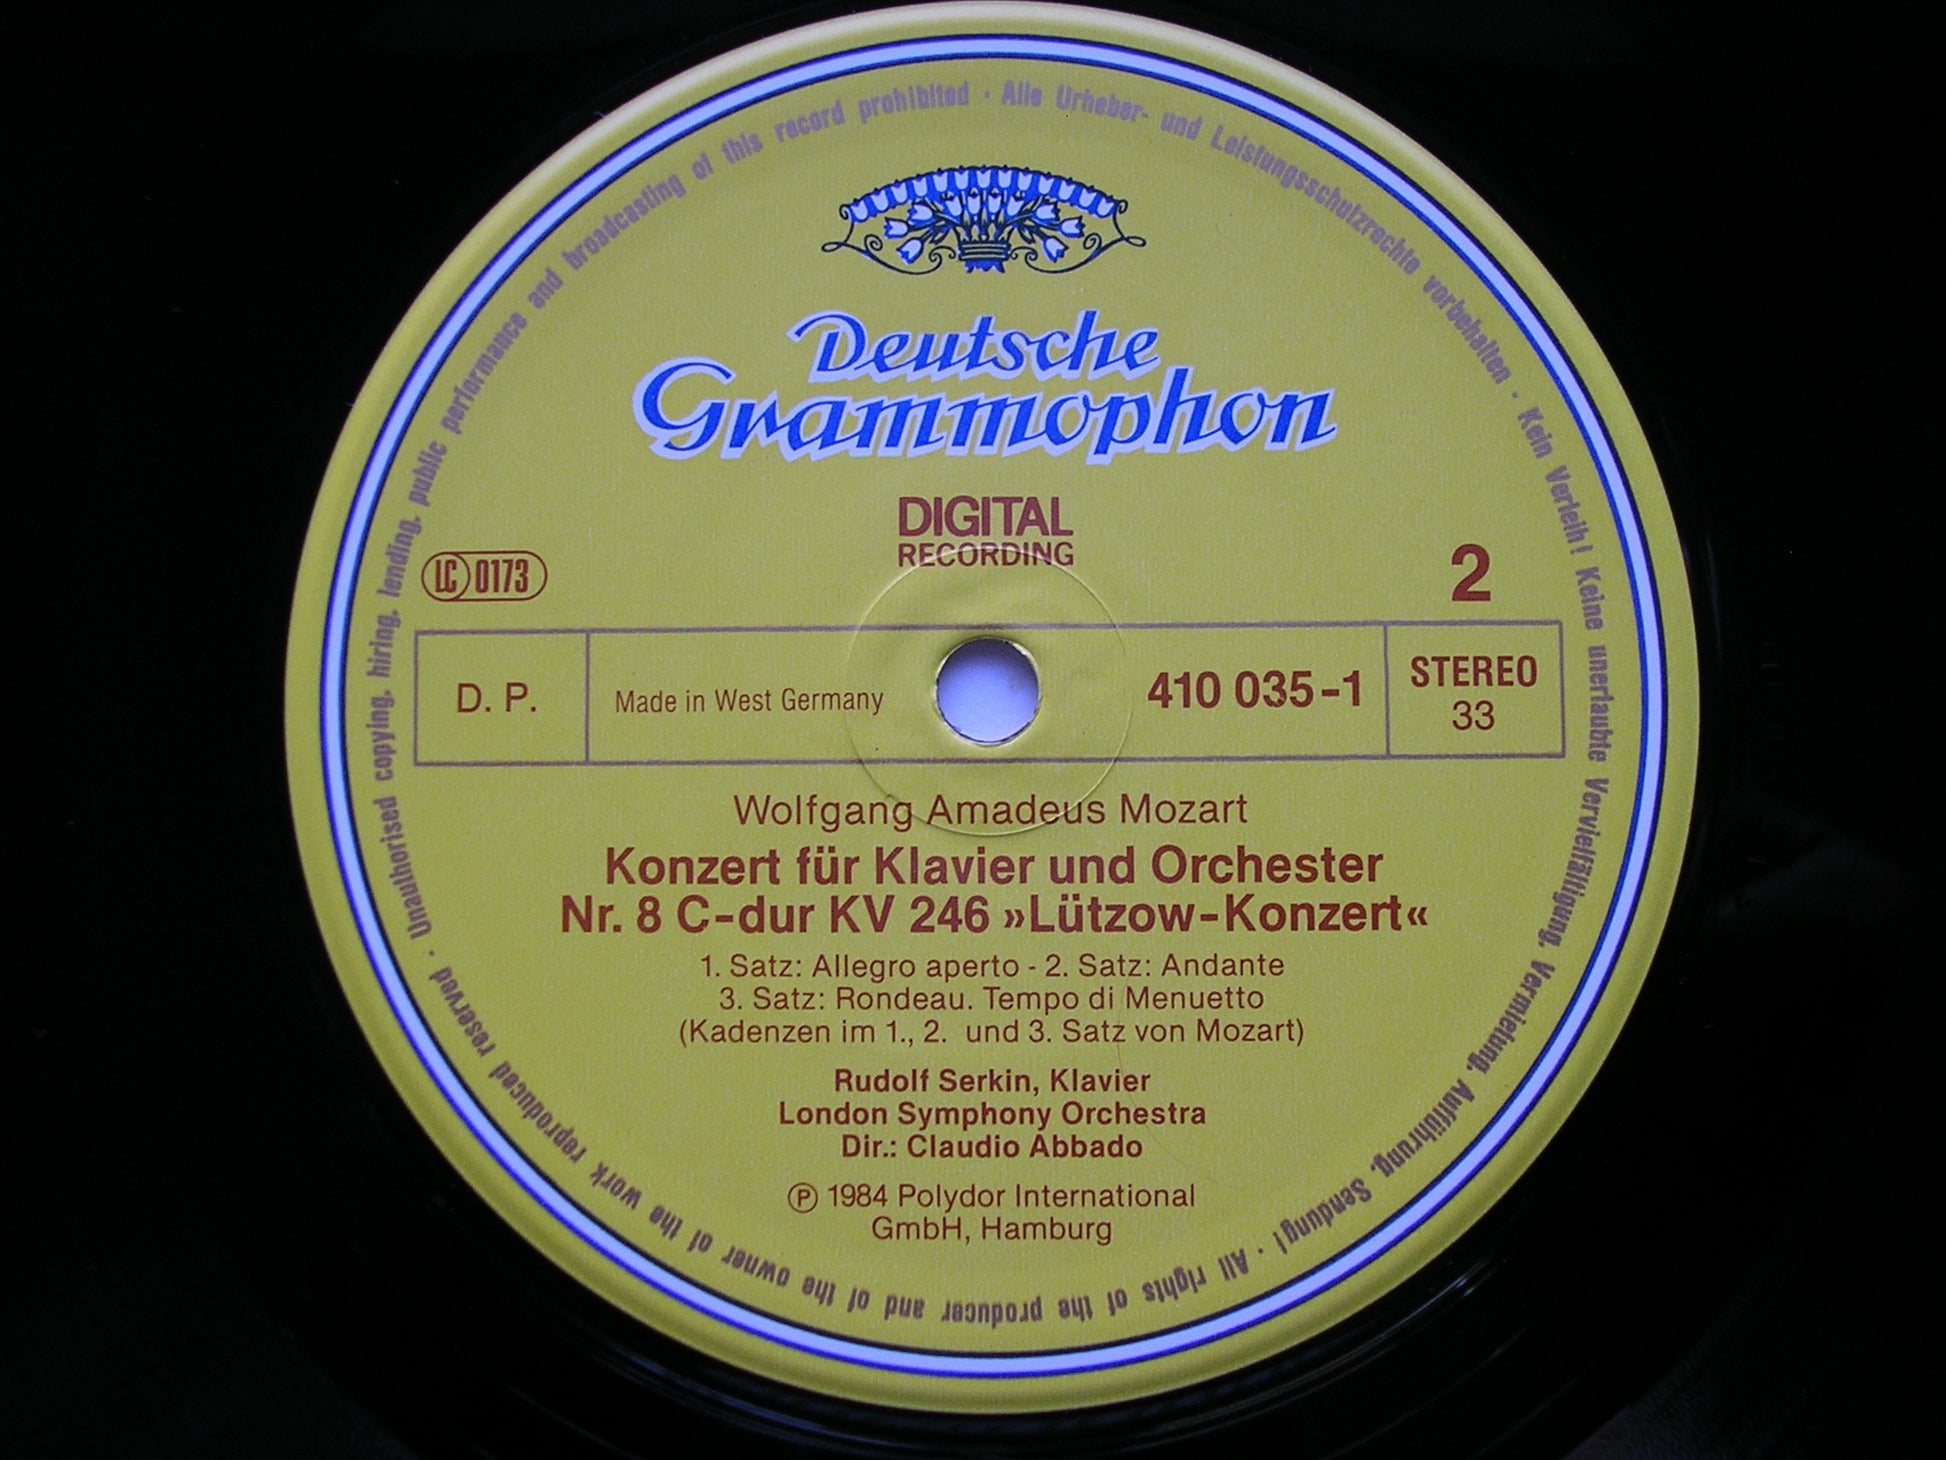 Deutsche
Grammophon
DIGITAL
RECORDING
LC 0173
2
D. P.
Made in West Germany
410 035-1
STEREO
33
Wolfgang Amadeus Mozart
Konzert für Klavier und Orchester
Nr. 8 C-dur KV 246 »Lützow-Konzert«
1. Satz: Allegro aperto - 2. Satz: Andante
3. Satz: Rondeau. Tempo di Menuetto
(Kadenzen im 1., 2. und 3. Satz von Mozart)
Rudolf Serkin, Klavier
London Symphony Orchestra
Dir.: Claudio Abbado
℗ 1984 Polydor International
GmbH, Hamburg
Alle Urheber- und Leistungsschutzrechte vorbehalten · Kein Verleih! Keine unerlaubte Vervielfältigung, Vermietung, Aufführung, Sendung! · All rights of the producer and of the owner of the work reproduced reserved · Unauthorised copying, hiring, lending, public performance and broadcasting of this record prohibited ·